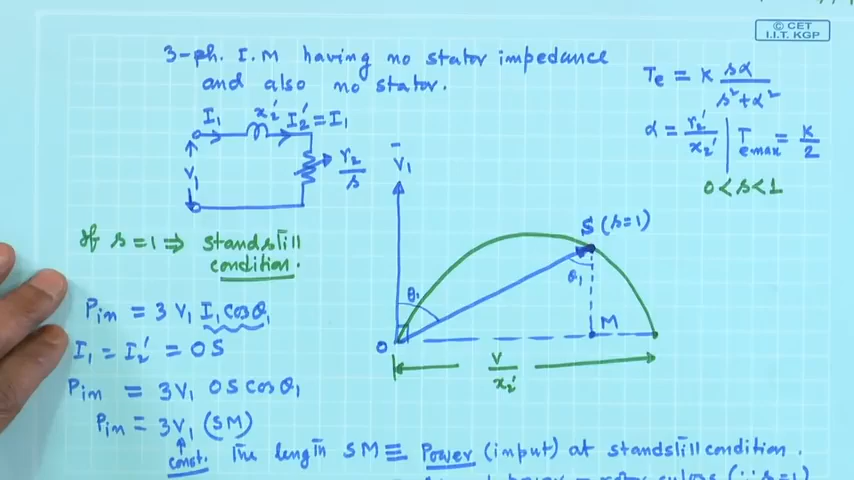 © CET
I.I.T. KGP
3-ph. I.M having no stator impedance
and also no stator.
Te = K sα / s² + α²
α = r2' / x2' | Temax = K / 2
0 < s < 1
I1 x2' I2' = I1
V1
r2 / s
V̄1
If s = 1 ⇒ standstill
condition.
S (s=1)
θ1
θ1
Pin = 3 V1 I1 cosθ1
I1 = I2' = OS
O
M
V / x2'
Pin = 3V1 OS cosθ1
Pin = 3V1 (SM)
const.
The length SM ≡ Power (input) at standstill condition.
(∵ s=1)